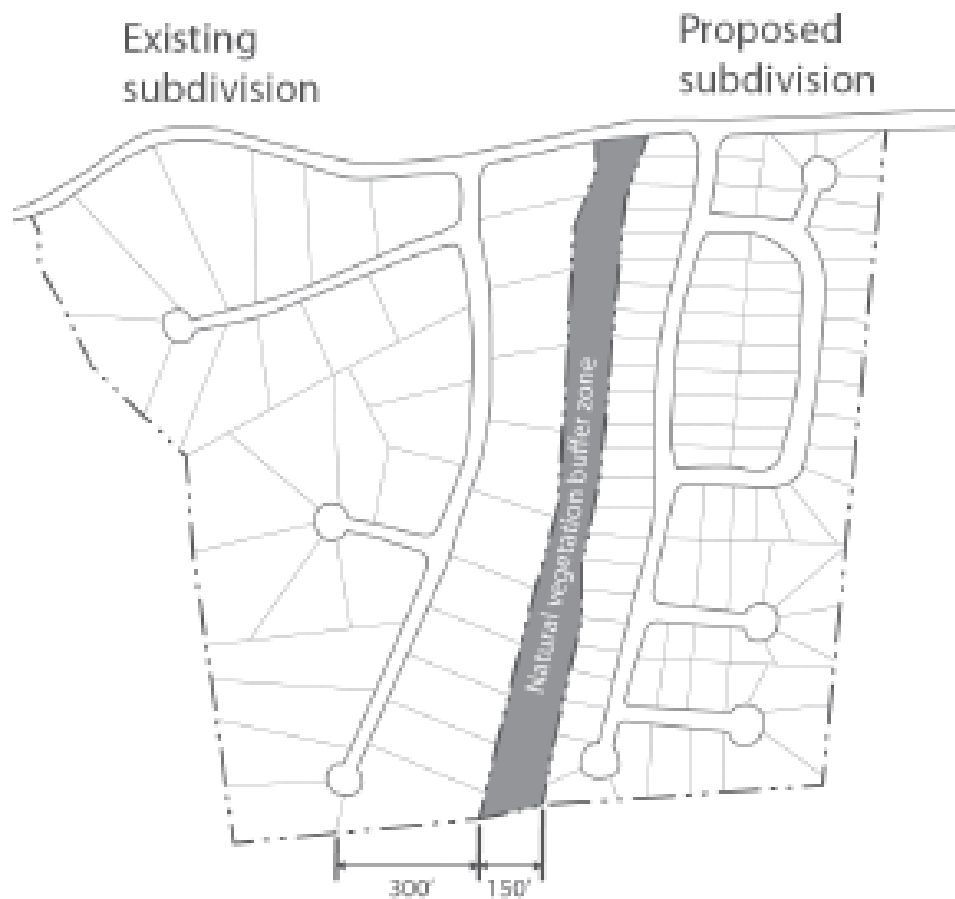 Existing
subdivision
Proposed
subdivision
Natural vegetation buffer zone
300'
150'